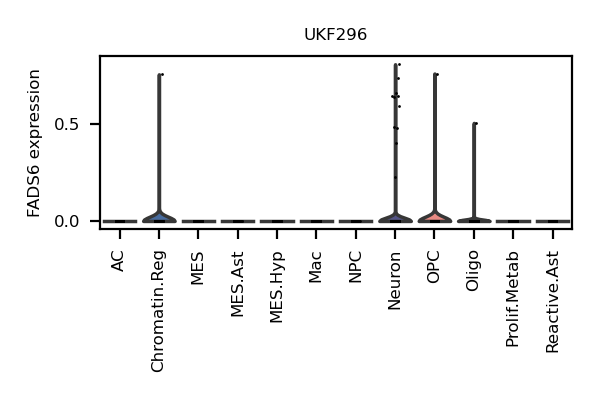 UKF296
FADS6 expression
0.5
0.0
AC
Chromatin.Reg
MES
MES.Ast
MES.Hyp
Mac
NPC
Neuron
OPC
Oligo
Prolif.Metab
Reactive.Ast